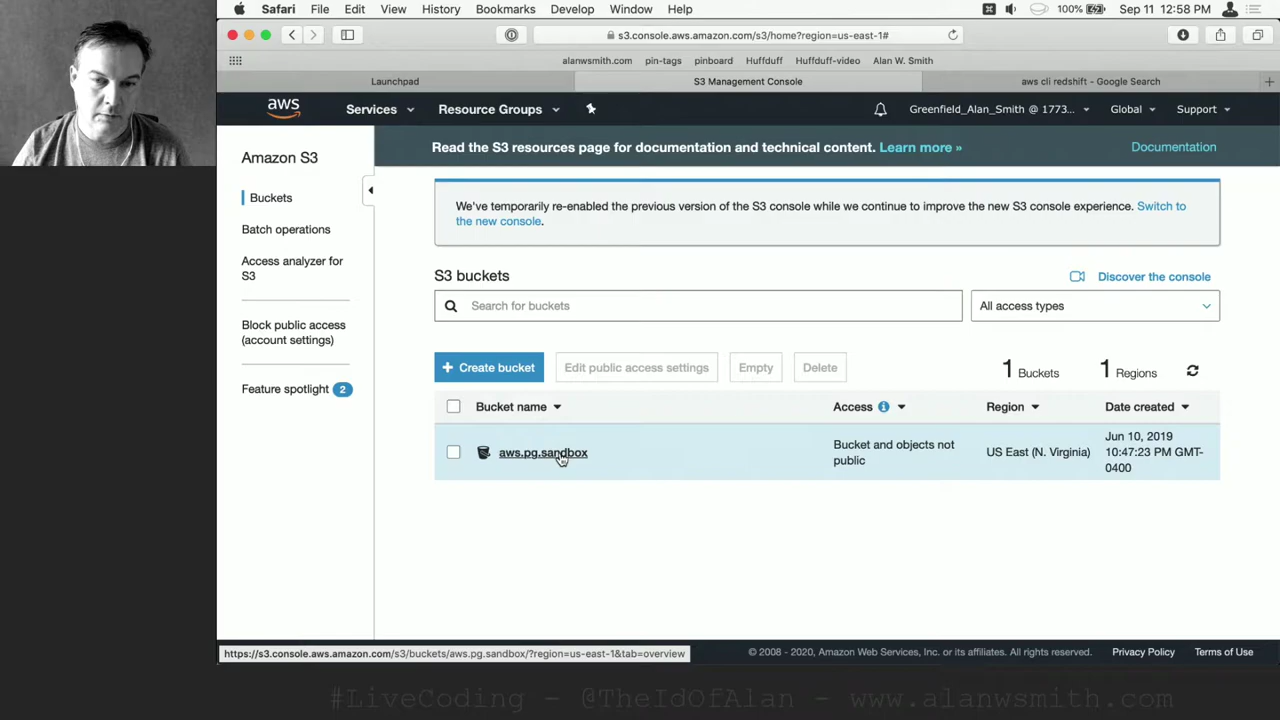 Safari File Edit View History Bookmarks Develop Window Help 100% Sep 11 12:58 PM
s3.console.aws.amazon.com/s3/home?region=us-east-1#
alanwsmith.com pin-tags pinboard Huffduff Huffduff-video Alan W. Smith
Launchpad S3 Management Console aws cli redshift - Google Search
aws Services Resource Groups Greenfield_Alan_Smith @ 1773... Global Support
Amazon S3
Buckets
Batch operations
Access analyzer for
S3
Block public access
(account settings)
Feature spotlight 2
Read the S3 resources page for documentation and technical content. Learn more » Documentation
We've temporarily re-enabled the previous version of the S3 console while we continue to improve the new S3 console experience. Switch to
the new console.
S3 buckets Discover the console
Search for buckets All access types
+ Create bucket Edit public access settings Empty Delete 1 Buckets 1 Regions
Bucket name Access Region Date created
aws.pg.sandbox
Bucket and objects not
public
US East (N. Virginia)
Jun 10, 2019
10:47:23 PM GMT-
0400
https://s3.console.aws.amazon.com/s3/buckets/aws.pg.sandbox/?region=us-east-1&tab=overview
© 2008 - 2020, Amazon Web Services, Inc. or its affiliates. All rights reserved. Privacy Policy Terms of Use
#LiveCoding - @TheIdOfAlan - www.alanwsmith.com